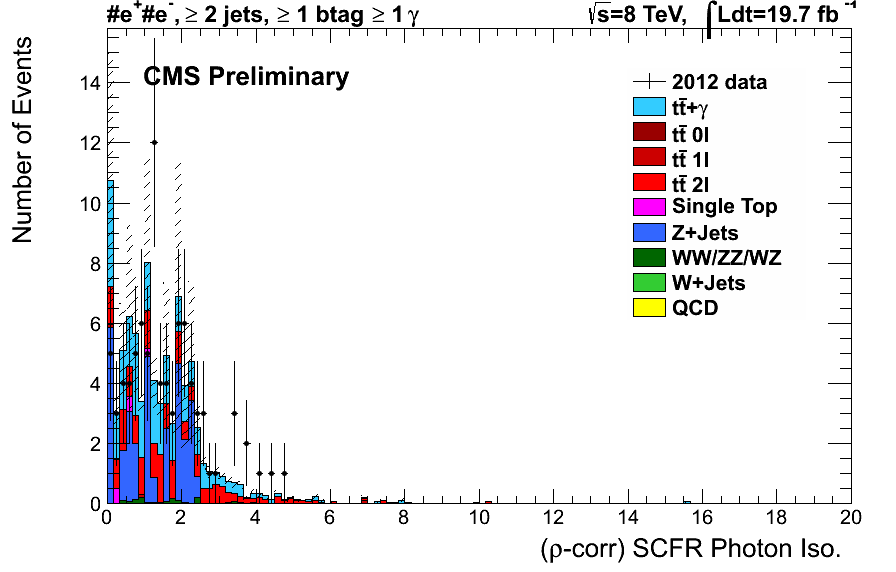 #e⁺#e⁻, ≥ 2 jets, ≥ 1 btag ≥ 1 γ
√s=8 TeV, ∫Ldt=19.7 fb⁻¹
CMS Preliminary
Number of Events
14
12
10
8
6
4
2
0
2012 data
tt̄+γ
tt̄ 0l
tt̄ 1l
tt̄ 2l
Single Top
Z+Jets
WW/ZZ/WZ
W+Jets
QCD
0 2 4 6 8 10 12 14 16 18 20
(ρ-corr) SCFR Photon Iso.